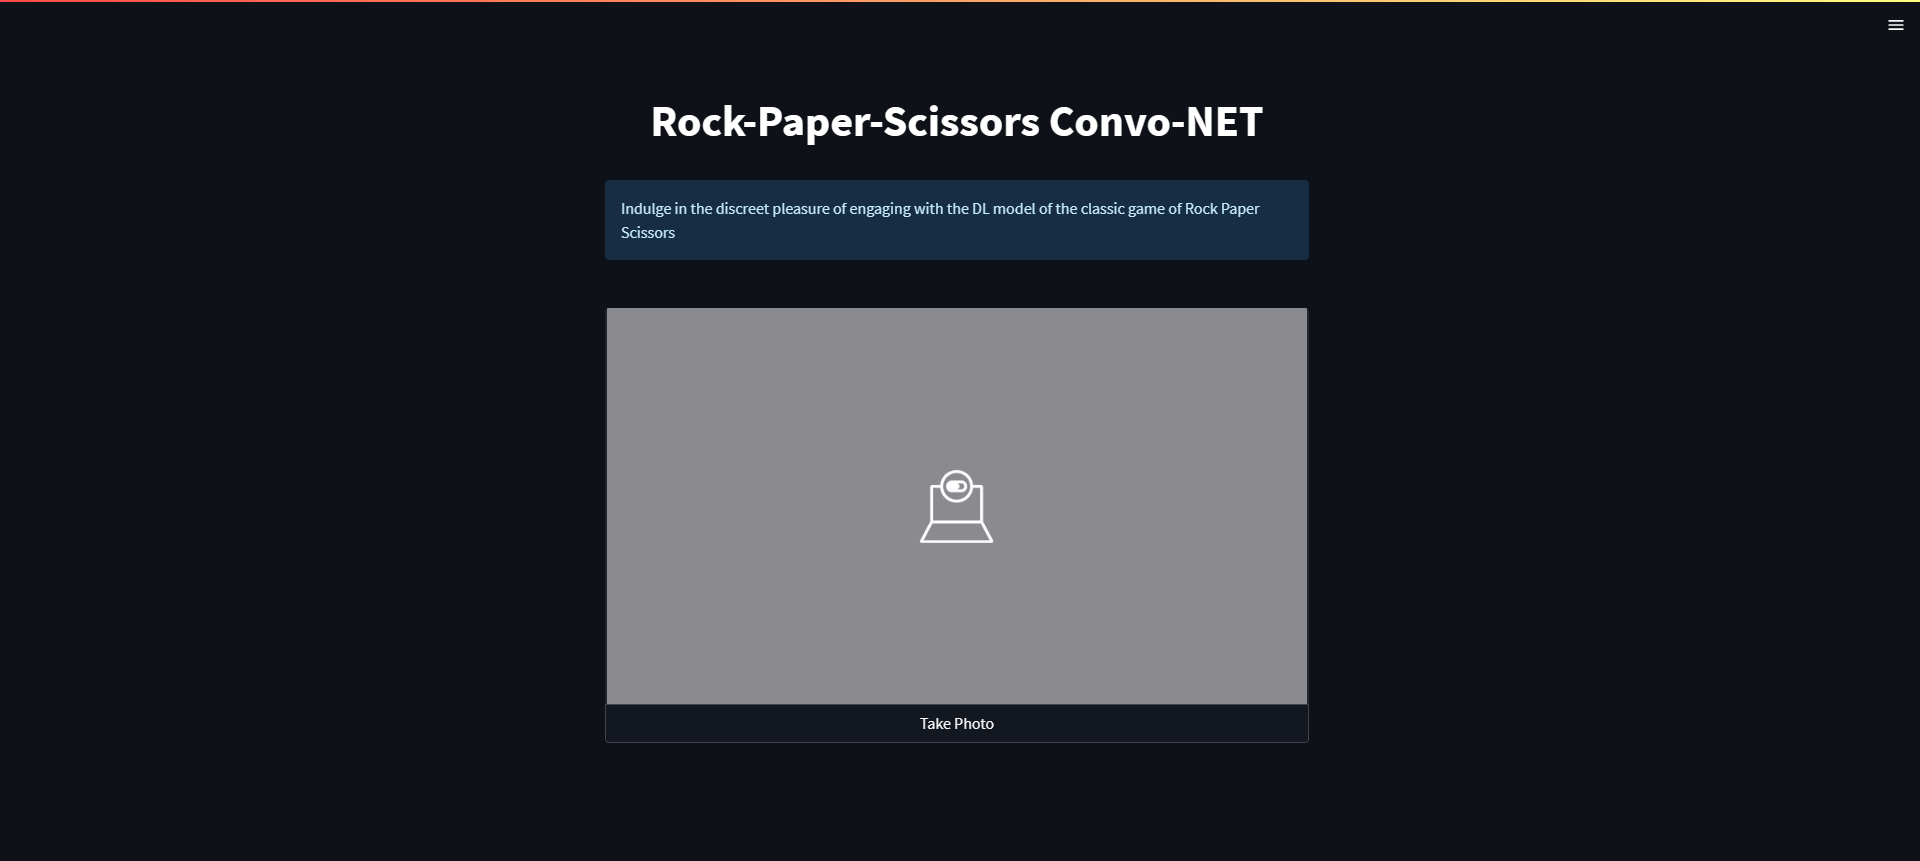 Rock-Paper-Scissors Convo-NET
Indulge in the discreet pleasure of engaging with the DL model of the classic game of Rock Paper
Scissors
Take Photo